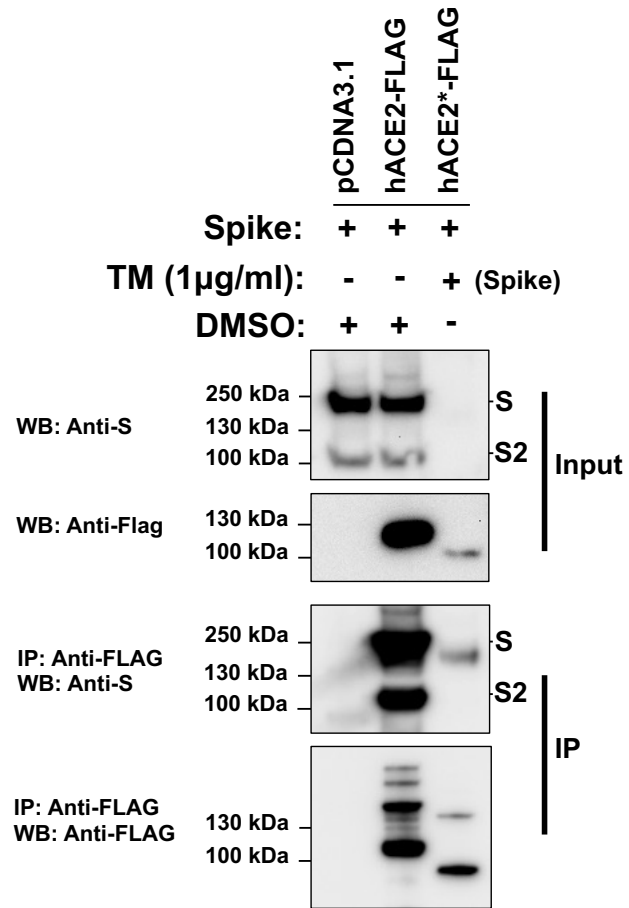 pCDNA3.1
hACE2-FLAG
hACE2*-FLAG
Spike: + + +
TM (1µg/ml): - - + (Spike)
DMSO: + + -
WB: Anti-S
250 kDa
130 kDa
100 kDa
S
S2
Input
WB: Anti-Flag
130 kDa
100 kDa
IP: Anti-FLAG
WB: Anti-S
250 kDa
130 kDa
100 kDa
S
S2
IP
IP: Anti-FLAG
WB: Anti-FLAG
130 kDa
100 kDa